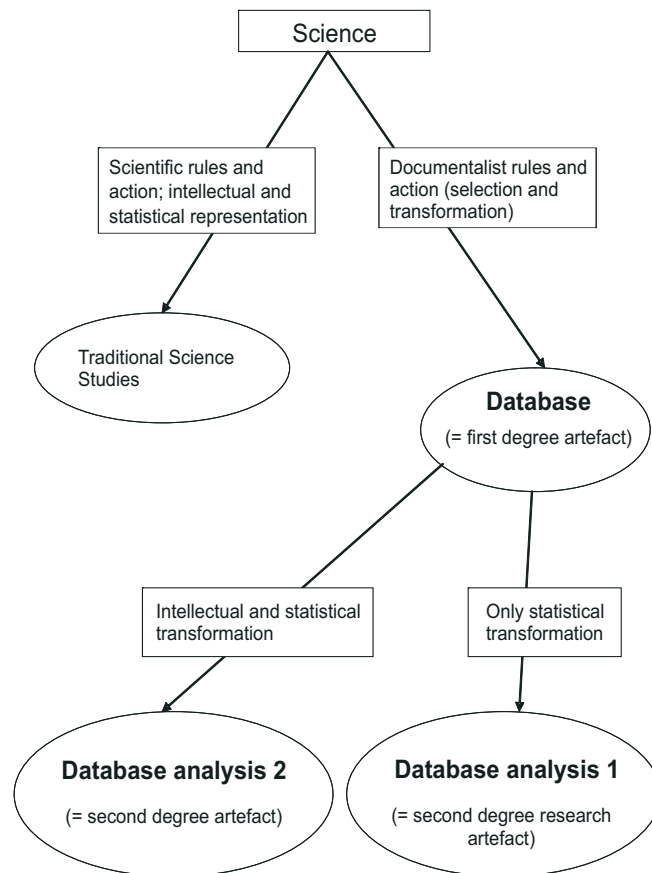 Science
Scientific rules and
action; intellectual and
statistical representation
Documentalist rules and
action (selection and
transformation)
Traditional Science
Studies
Database
(= first degree artefact)
Intellectual and statistical
transformation
Only statistical
transformation
Database analysis 2
(= second degree artefact)
Database analysis 1
(= second degree research
artefact)